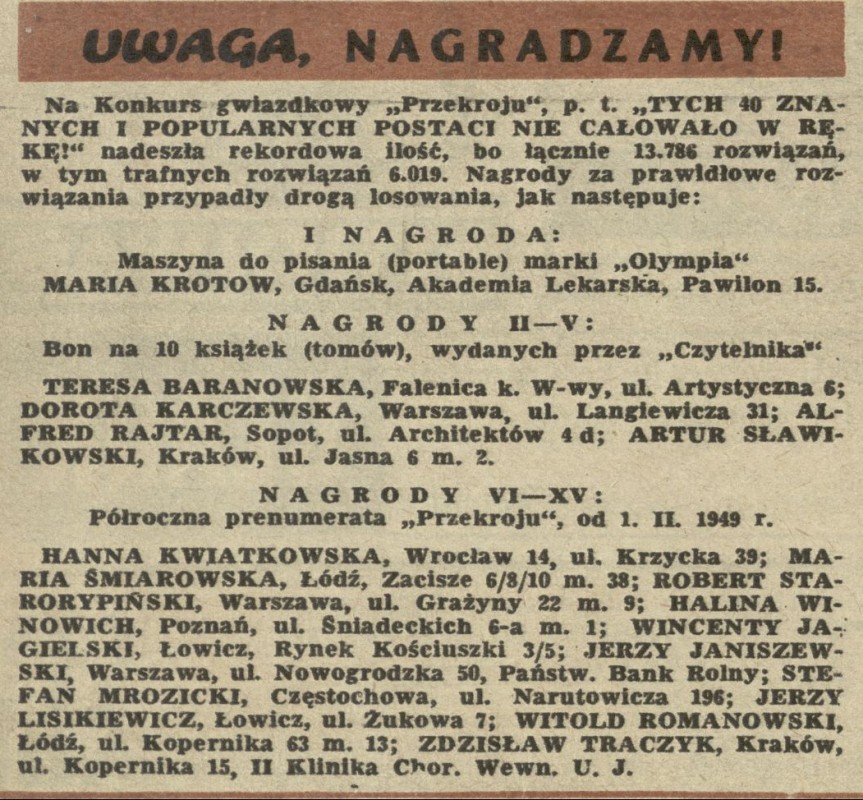 UWAGA, NAGRADZAMY!
Na Konkurs gwiazdkowy „Przekroju“, p. t. „TYCH 40 ZNA-
NYCH I POPULARNYCH POSTACI NIE CAŁOWAŁO W RĘ-
KĘ!“ nadeszła rekordowa ilość, bo łącznie 13.786 rozwiązań,
w tym trafnych rozwiązań 6.019. Nagrody za prawidłowe roz-
wiązania przypadły drogą losowania, jak następuje:
I NAGRODA:
Maszyna do pisania (portable) marki „Olympia“
MARIA KROTOW, Gdańsk, Akademia Lekarska, Pawilon 15.
NAGRODY II—V:
Bon na 10 książek (tomów), wydanych przez „Czytelnika“
TERESA BARANOWSKA, Falenica k. W-wy, ul. Artystyczna 6;
DOROTA KARCZEWSKA, Warszawa, ul. Langiewicza 31; AL-
FRED RAJTAR, Sopot, ul. Architektów 4 d; ARTUR SŁAWI-
KOWSKI, Kraków, ul. Jasna 6 m. 2.
NAGRODY VI—XV:
Półroczna prenumerata „Przekroju“, od 1. II. 1949 r.
HANNA KWIATKOWSKA, Wrocław 14, ul. Krzycka 39; MA-
RIA ŚMIAROWSKA, Łódź, Zacisze 6/8/10 m. 38; ROBERT STA-
RORYPIŃSKI, Warszawa, ul. Grażyny 22 m. 9; HALINA WI-
NOWICH, Poznań, ul. Śniadeckich 6-a m. 1; WINCENTY JA-
GIELSKI, Łowicz, Rynek Kościuszki 3/5; JERZY JANISZEW-
SKI, Warszawa, ul. Nowogrodzka 50, Państw. Bank Rolny; STE-
FAN MROZICKI, Częstochowa, ul. Narutowicza 196; JERZY
LISIKIEWICZ, Łowicz, ul. Żukowa 7; WITOLD ROMANOWSKI,
Łódź, ul. Kopernika 63 m. 13; ZDZISŁAW TRACZYK, Kraków,
ul. Kopernika 15, II Klinika Chor. Wewn. U. J.